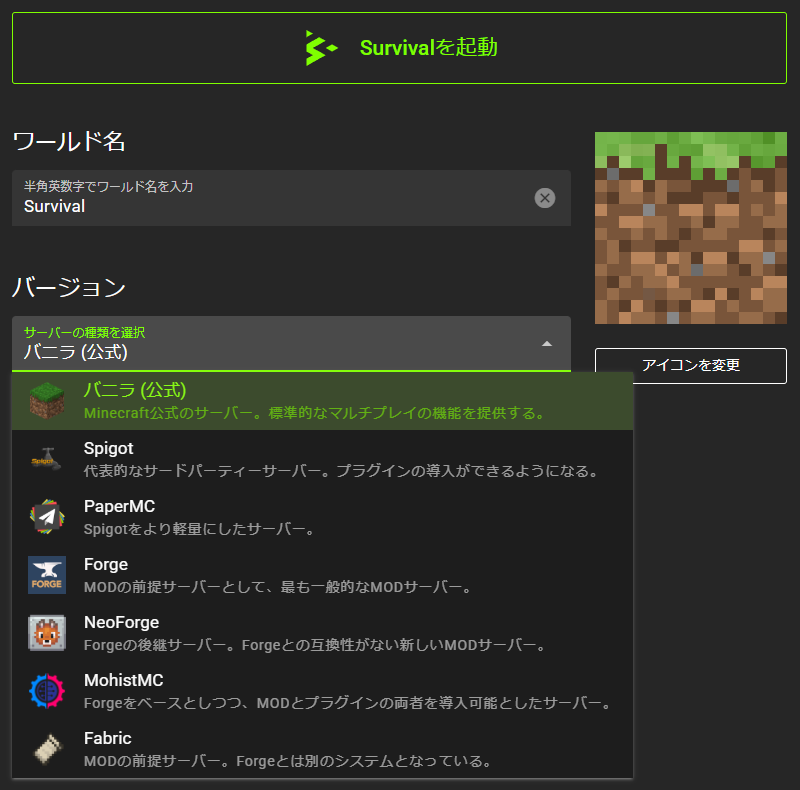 Survivalを起動
ワールド名
半角英数字でワールド名を入力
Survival
バージョン
サーバーの種類を選択
バニラ (公式)
アイコンを変更
バニラ (公式)
Minecraft公式のサーバー。標準的なマルチプレイの機能を提供する。
Spigot
Spigot
代表的なサードパーティーサーバー。プラグインの導入ができるようになる。
PaperMC
Spigotをより軽量にしたサーバー。
FORGE
Forge
MODの前提サーバーとして、最も一般的なMODサーバー。
NeoForge
Forgeの後継サーバー。Forgeとの互換性がない新しいMODサーバー。
MohistMC
Forgeをベースとしつつ、MODとプラグインの両者を導入可能としたサーバー。
Fabric
MODの前提サーバー。Forgeとは別のシステムとなっている。